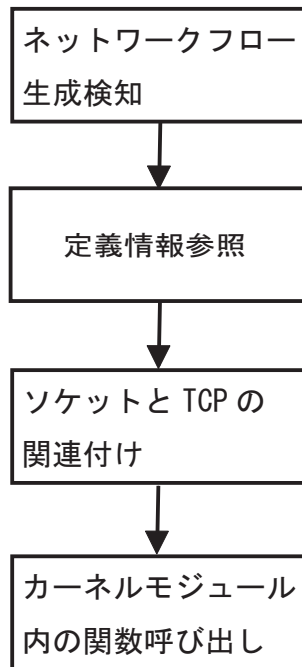 ネットワークフロー
生成検知
定義情報参照
ソケットと TCP の
関連付け
カーネルモジュール
内の関数呼び出し